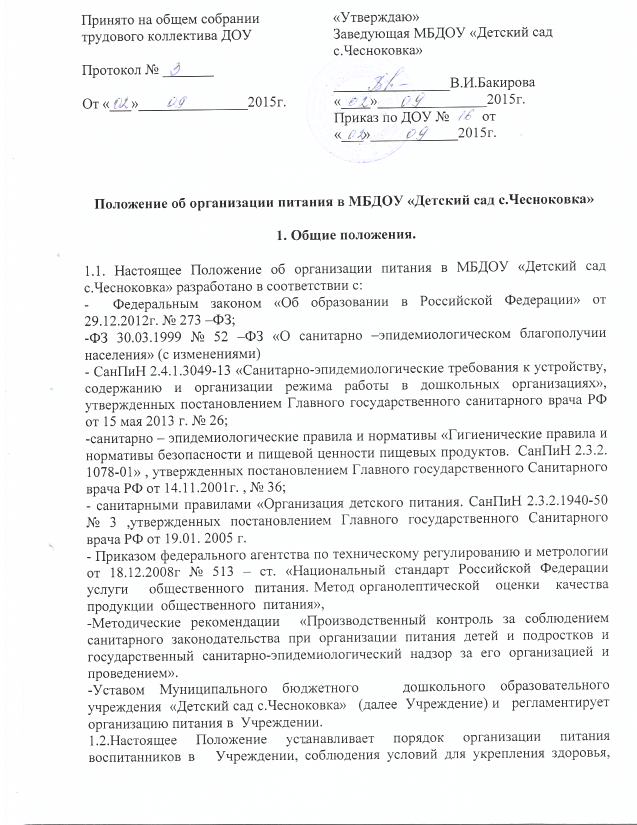 Принято на общем собрании
трудового коллектива ДОУ
Протокол № 3
От «02» 09 2015г.
«Утверждаю»
Заведующая МБДОУ «Детский сад
с.Чесноковка»
В.И.Бакирова
«02» 09 2015г.
Приказ по ДОУ № 16 от
«02» 09 2015г.
Положение об организации питания в МБДОУ «Детский сад с.Чесноковка»
1. Общие положения.
1.1. Настоящее Положение об организации питания в МБДОУ «Детский сад
с.Чесноковка» разработано в соответствии с:
- Федеральным законом «Об образовании в Российской Федерации» от
29.12.2012г. № 273 –ФЗ;
-ФЗ 30.03.1999 № 52 –ФЗ «О санитарно –эпидемиологическом благополучии
населения» (с изменениями)
- СанПиН 2.4.1.3049-13 «Санитарно-эпидемиологические требования к устройству,
содержанию и организации режима работы в дошкольных организациях»,
утвержденных постановлением Главного государственного санитарного врача РФ
от 15 мая 2013 г. № 26;
-санитарно – эпидемиологические правила и нормативы «Гигиенические правила и
нормативы безопасности и пищевой ценности пищевых продуктов. СанПиН 2.3.2.
1078-01» , утвержденных постановлением Главного государственного Санитарного
врача РФ от 14.11.2001г. , № 36;
- санитарными правилами «Организация детского питания. СанПиН 2.3.2.1940-50
№ 3 ,утвержденных постановлением Главного государственного Санитарного
врача РФ от 19.01. 2005 г.
- Приказом федерального агентства по техническому регулированию и метрологии
от 18.12.2008г № 513 – ст. «Национальный стандарт Российской Федерации
услуги общественного питания. Метод органолептической оценки качества
продукции общественного питания»,
-Методические рекомендации «Производственный контроль за соблюдением
санитарного законодательства при организации питания детей и подростков и
государственный санитарно-эпидемиологический надзор за его организацией и
проведением».
-Уставом Муниципального бюджетного дошкольного образовательного
учреждения «Детский сад с.Чесноковка» (далее Учреждение) и регламентирует
организацию питания в Учреждении.
1.2.Настоящее Положение устанавливает порядок организации питания
воспитанников в Учреждении, соблюдения условий для укрепления здоровья,